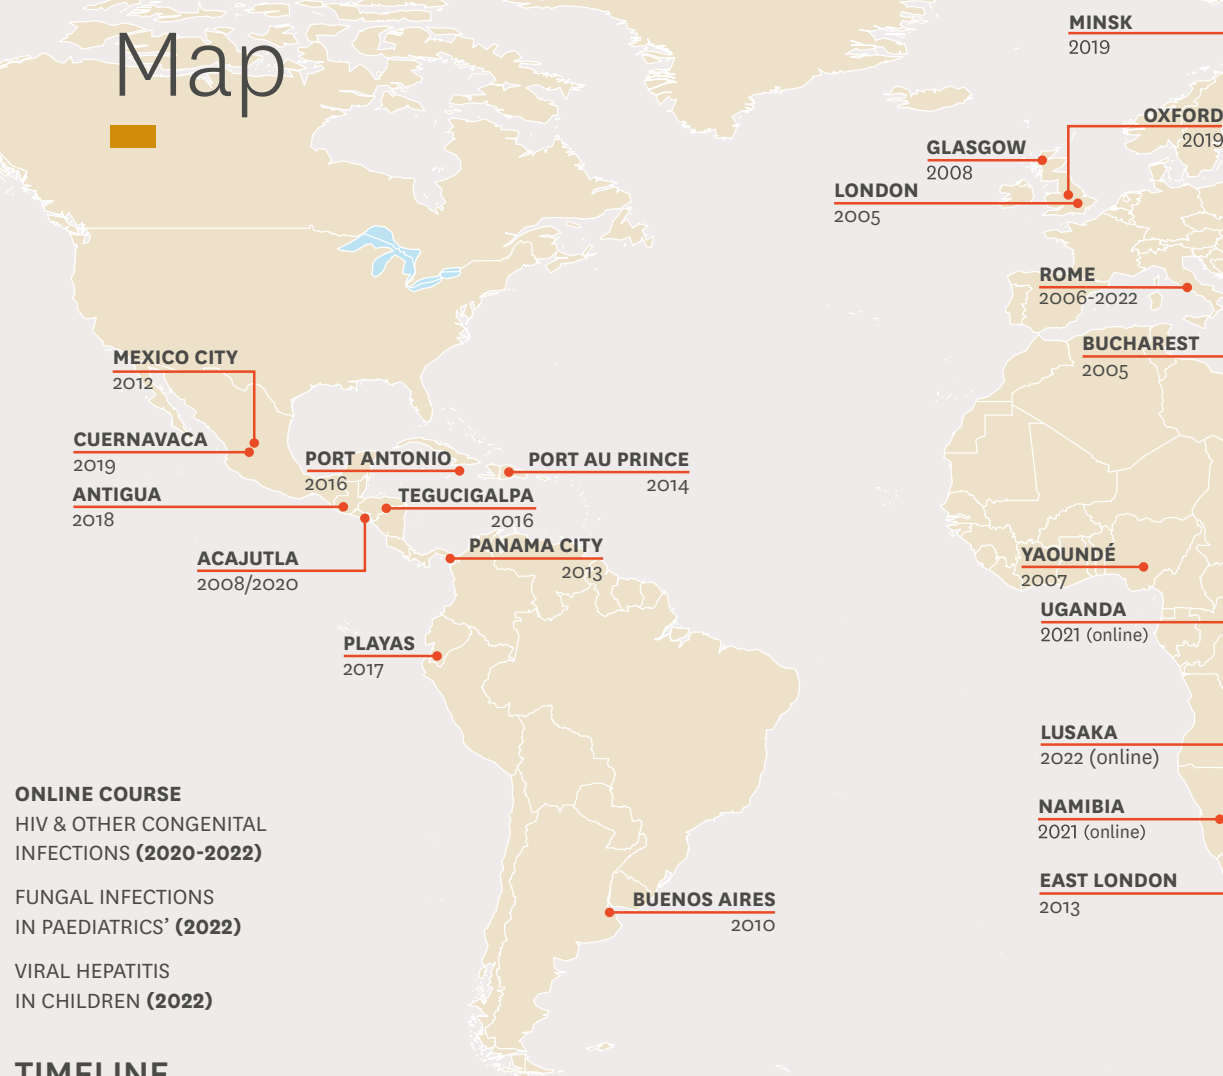 Map
MINSK
2019
OXFORD
2019
GLASGOW
2008
LONDON
2005
ROME
2006-2022
BUCHAREST
2005
MEXICO CITY
2012
CUERNAVACA
2019
ANTIGUA
2018
PORT ANTONIO
2016
PORT AU PRINCE
2014
TEGUCIGALPA
2016
ACAJUTLA
2008/2020
PANAMA CITY
2013
PLAYAS
2017
YAOUNDÉ
2007
UGANDA
2021 (online)
LUSAKA
2022 (online)
NAMIBIA
2021 (online)
EAST LONDON
2013
BUENOS AIRES
2010
ONLINE COURSE
HIV & OTHER CONGENITAL
INFECTIONS (2020-2022)
FUNGAL INFECTIONS
IN PAEDIATRICS’ (2022)
VIRAL HEPATITIS
IN CHILDREN (2022)
TIMELINE